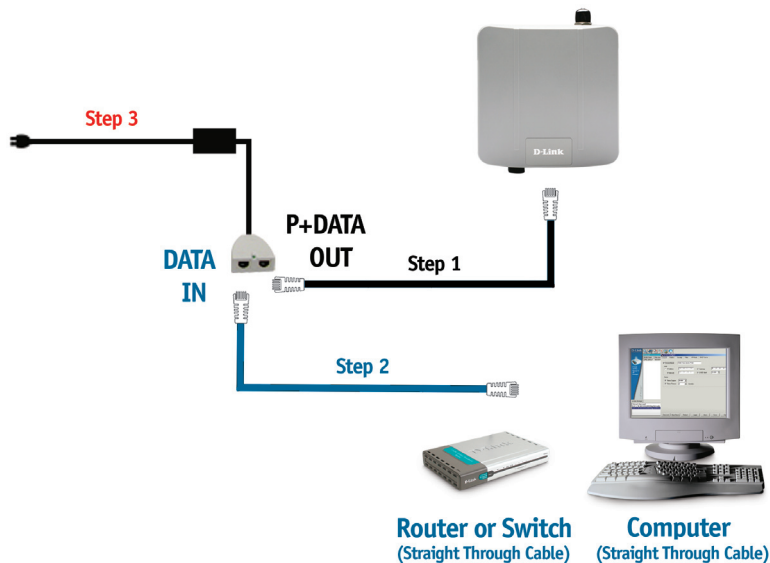 Step 3
D-Link
P+DATA
OUT
DATA
IN
Step 1
Step 2
D-Link
Router or Switch
(Straight Through Cable)
Computer
(Straight Through Cable)